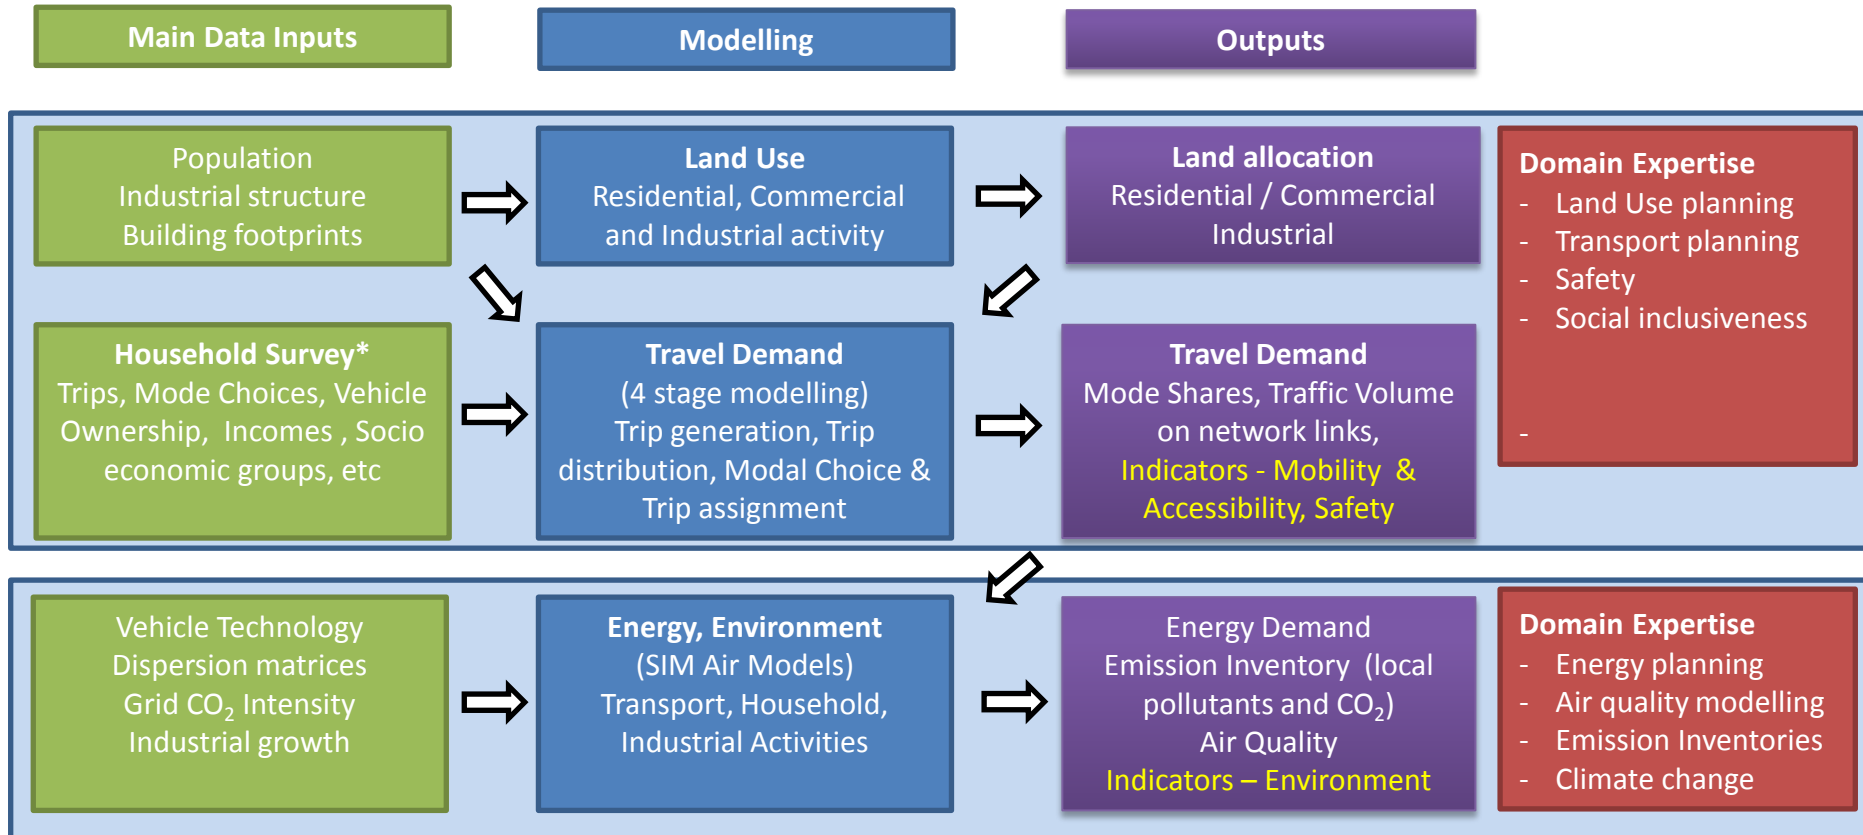 Main Data Inputs
Modelling
Outputs
Population
Industrial structure
Building footprints
Land Use
Residential, Commercial
and Industrial activity
Land allocation
Residential / Commercial
Industrial
Domain Expertise
- Land Use planning
- Transport planning
- Safety
- Social inclusiveness
-
Household Survey*
Trips, Mode Choices, Vehicle
Ownership, Incomes , Socio
economic groups, etc
Travel Demand
(4 stage modelling)
Trip generation, Trip
distribution, Modal Choice &
Trip assignment
Travel Demand
Mode Shares, Traffic Volume
on network links,
Indicators - Mobility &
Accessibility, Safety
Vehicle Technology
Dispersion matrices
Grid CO₂ Intensity
Industrial growth
Energy, Environment
(SIM Air Models)
Transport, Household,
Industrial Activities
Energy Demand
Emission Inventory (local
pollutants and CO₂)
Air Quality
Indicators – Environment
Domain Expertise
- Energy planning
- Air quality modelling
- Emission Inventories
- Climate change